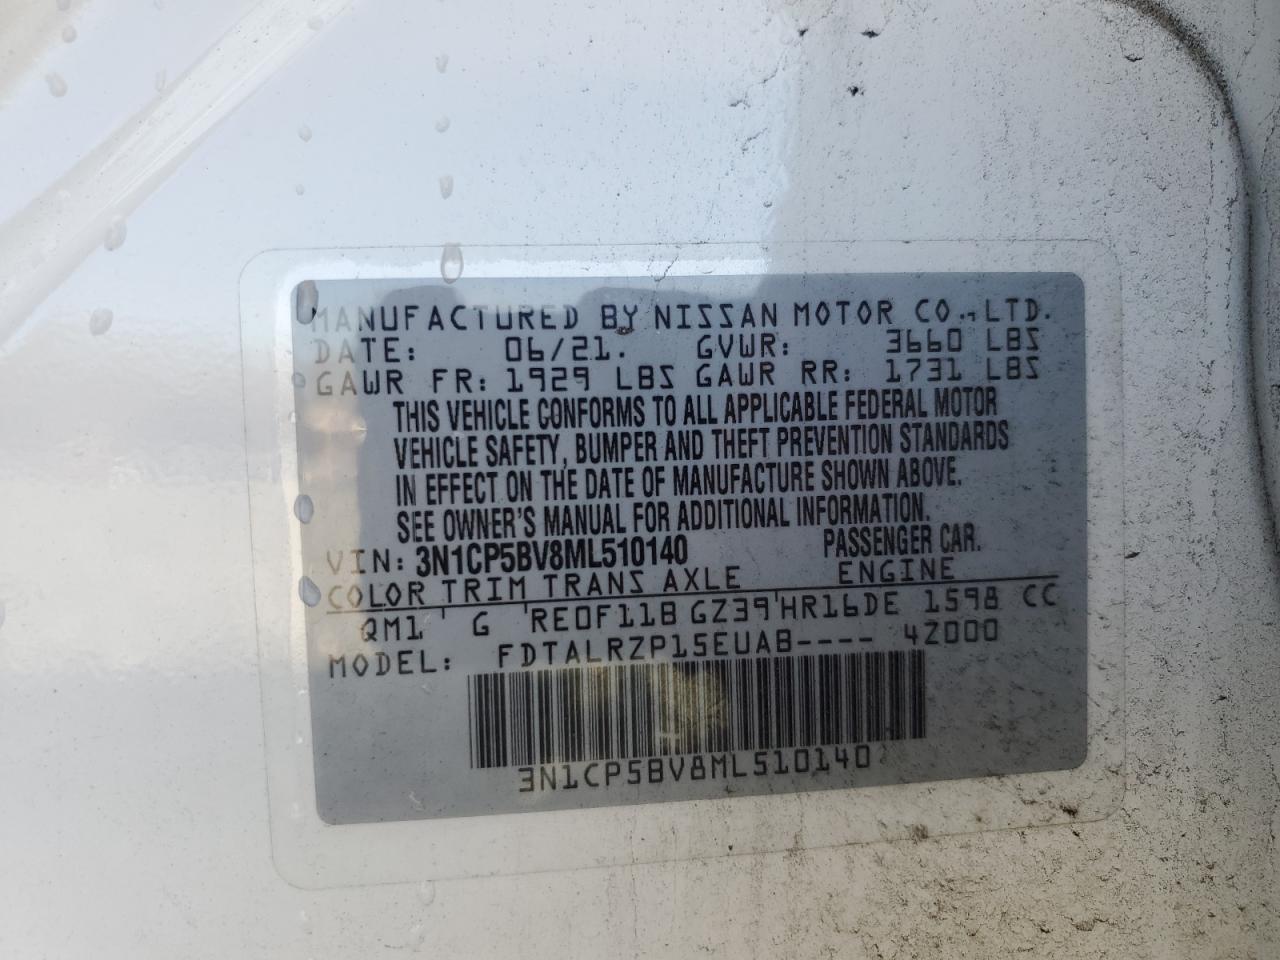 MANUFACTURED BY NISSAN MOTOR CO., LTD.
DATE: 06/21. GVWR: 3660 LBS
GAWR FR: 1929 LBS GAWR RR: 1731 LBS
THIS VEHICLE CONFORMS TO ALL APPLICABLE FEDERAL MOTOR
VEHICLE SAFETY, BUMPER AND THEFT PREVENTION STANDARDS
IN EFFECT ON THE DATE OF MANUFACTURE SHOWN ABOVE.
SEE OWNER'S MANUAL FOR ADDITIONAL INFORMATION.
VIN: 3N1CP5BV8ML510140 PASSENGER CAR.
COLOR TRIM TRANS AXLE ENGINE
QM1 G RE0F11B GZ39 HR16DE 1598 CC
MODEL: FDTALRZP15EUAB---- 4Z000
3N1CP5BV8ML510140